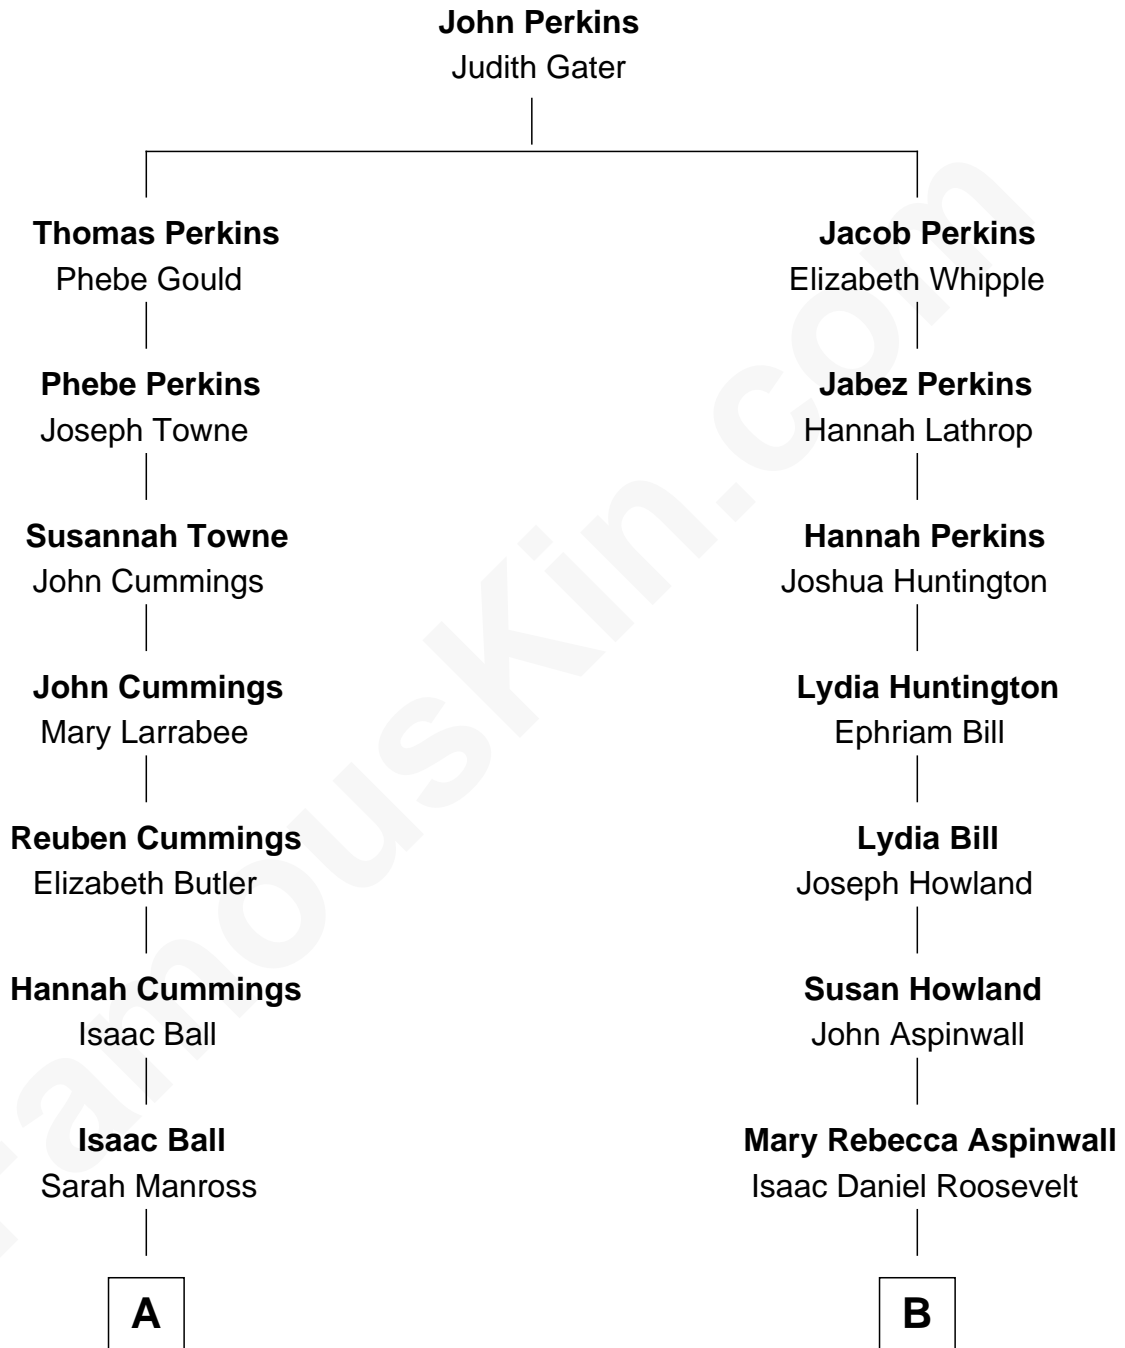 John Perkins
Judith Gater
Thomas Perkins
Phebe Gould
Phebe Perkins
Joseph Towne
Susannah Towne
John Cummings
John Cummings
Mary Larrabee
Reuben Cummings
Elizabeth Butler
Hannah Cummings
Isaac Ball
Isaac Ball
Sarah Manross
A
Jacob Perkins
Elizabeth Whipple
Jabez Perkins
Hannah Lathrop
Hannah Perkins
Joshua Huntington
Lydia Huntington
Ephriam Bill
Lydia Bill
Joseph Howland
Susan Howland
John Aspinwall
Mary Rebecca Aspinwall
Isaac Daniel Roosevelt
B
FamousKin.com